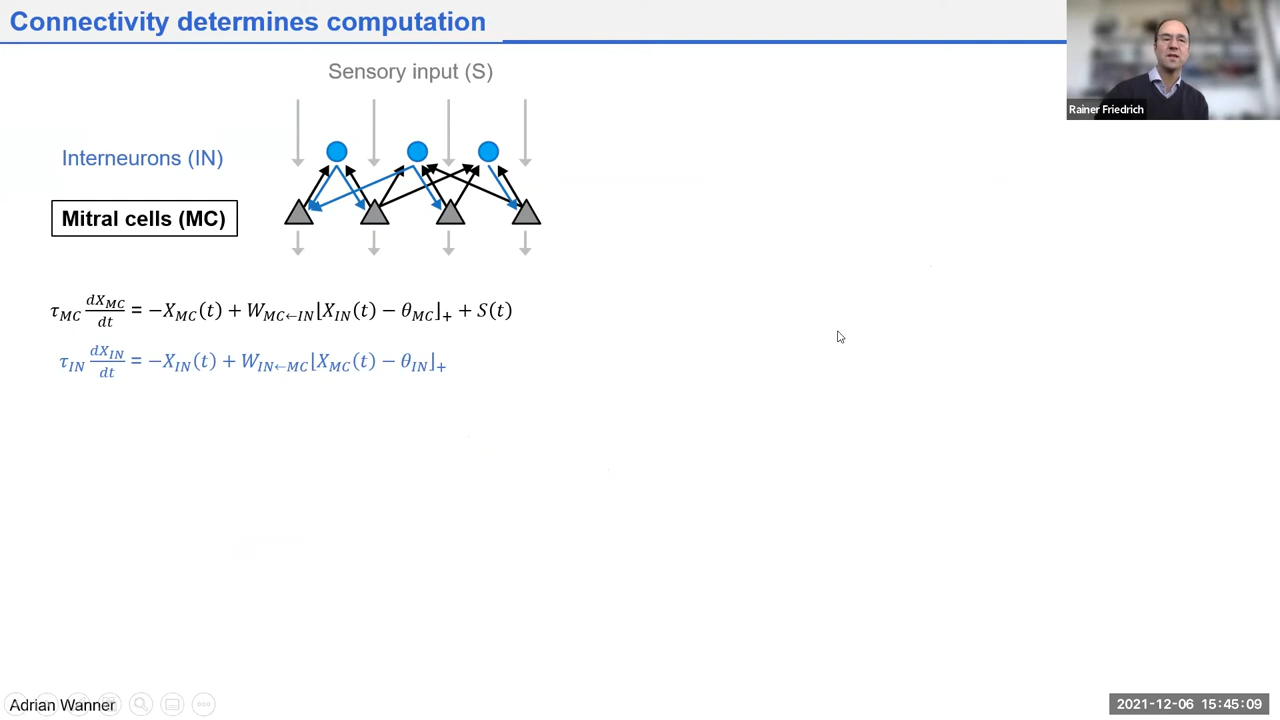 Connectivity determines computation
Rainer Friedrich
Sensory input (S)
Interneurons (IN)
Mitral cells (MC)
τ_MC dX_MC/dt = −X_MC(t) + W_MC←IN⌊X_IN(t) − θ_MC⌋₊ + S(t)
τ_IN dX_IN/dt = −X_IN(t) + W_IN←MC⌊X_MC(t) − θ_IN⌋₊
Adrian Wanner
2021-12-06 15:45:09